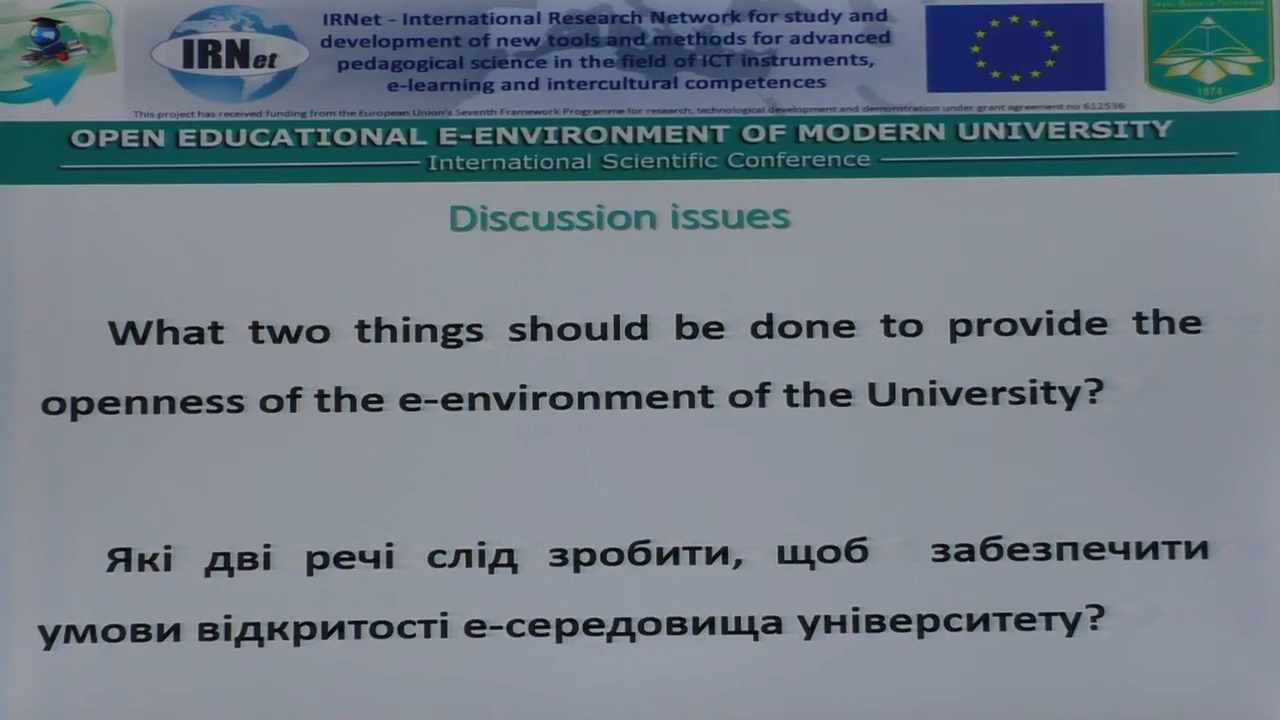 IRNet
IRNet - International Research Network for study and
development of new tools and methods for advanced
pedagogical science in the field of ICT instruments,
e-learning and intercultural competences
1874
This project has received funding from the European Union's Seventh Framework Programme for research, technological development and demonstration under grant agreement no 612536
OPEN EDUCATIONAL E-ENVIRONMENT OF MODERN UNIVERSITY
International Scientific Conference
Discussion issues
What two things should be done to provide the
openness of the e-environment of the University?
Які дві речі слід зробити, щоб забезпечити
умови відкритості е-середовища університету?